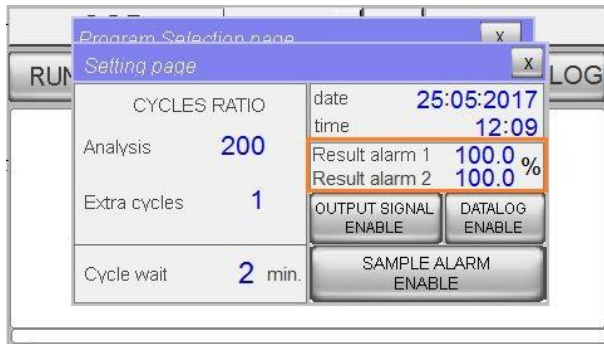 Program Selection page X
RUN
LOG
Setting page X
CYCLES RATIO
Analysis 200
Extra cycles 1
Cycle wait 2 min.
date 25:05:2017
time 12:09
Result alarm 1 100.0 %
Result alarm 2 100.0
OUTPUT SIGNAL
ENABLE
DATALOG
ENABLE
SAMPLE ALARM
ENABLE